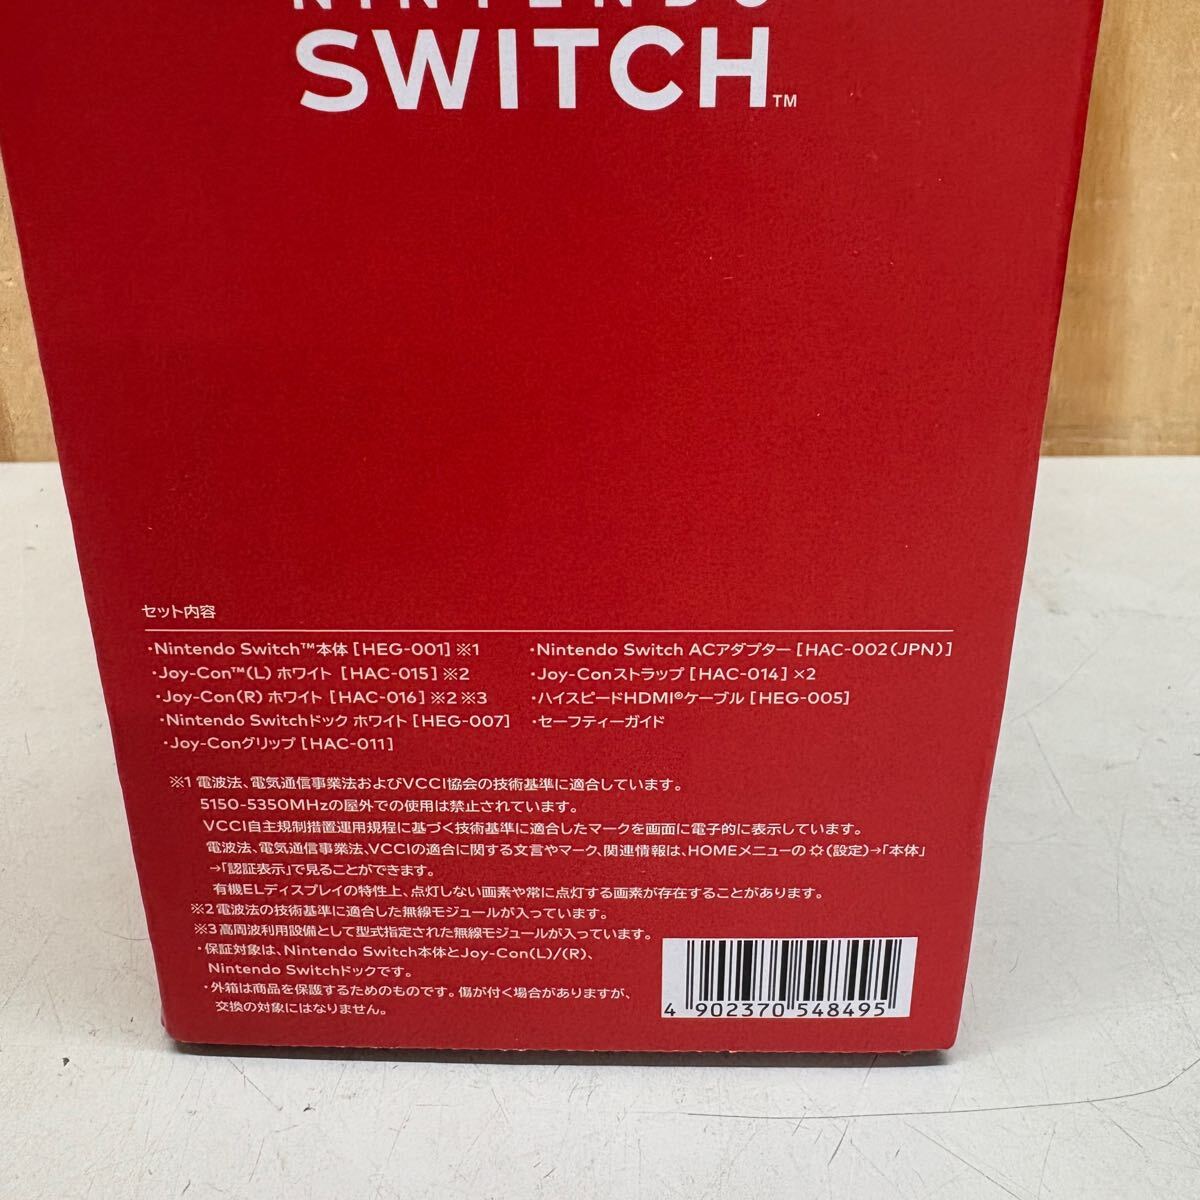 NINTENDO
SWITCH™
セット内容
・Nintendo Switch™本体 [HEG-001] ※1
・Joy-Con™(L) ホワイト [HAC-015] ※2
・Joy-Con(R) ホワイト [HAC-016] ※2 ※3
・Nintendo Switchドック ホワイト [HEG-007]
・Joy-Conグリップ [HAC-011]
・Nintendo Switch ACアダプター [HAC-002(JPN)]
・Joy-Conストラップ [HAC-014] ×2
・ハイスピードHDMI®ケーブル [HEG-005]
・セーフティーガイド
※1 電波法、電気通信事業法およびVCCI協会の技術基準に適合しています。
5150-5350MHzの屋外での使用は禁止されています。
VCCI自主規制措置運用規程に基づく技術基準に適合したマークを画面に電子的に表示しています。
電波法、電気通信事業法、VCCIの適合に関する文言やマーク、関連情報は、HOMEメニューの(設定)→「本体」
→「認証表示」で見ることができます。
有機ELディスプレイの特性上、点灯しない画素や常に点灯する画素が存在することがあります。
※2 電波法の技術基準に適合した無線モジュールが入っています。
※3 高周波利用設備として型式指定された無線モジュールが入っています。
・保証対象は、Nintendo Switch本体とJoy-Con(L)/(R)、
Nintendo Switchドックです。
・外箱は商品を保護するためのものです。傷が付く場合がありますが、
交換の対象にはなりません。
4 902370 548495